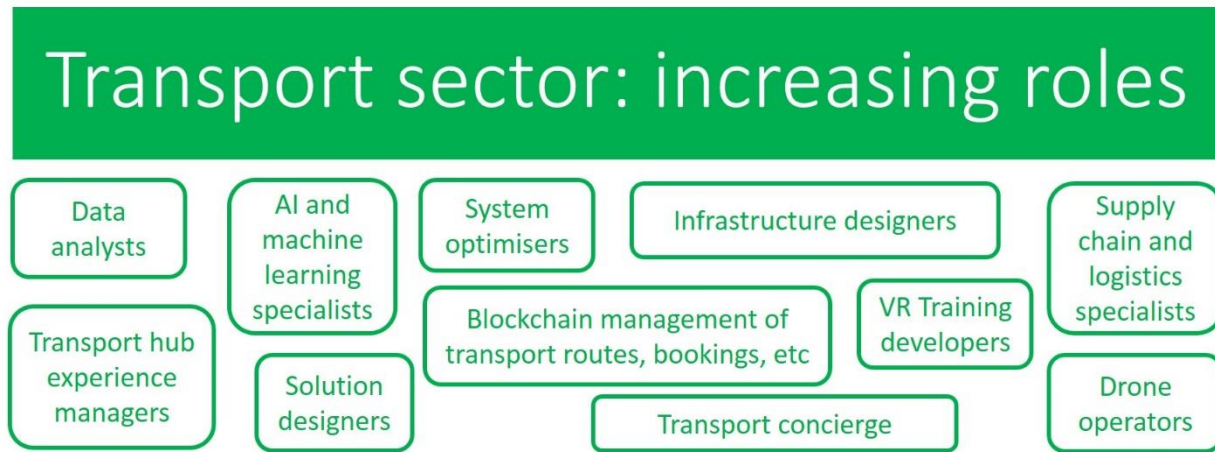 Transport sector: increasing roles
Data
analysts
AI and
machine
learning
specialists
System
optimisers
Infrastructure designers
Supply
chain and
logistics
specialists
Transport hub
experience
managers
Solution
designers
Blockchain management of
transport routes, bookings, etc
VR Training
developers
Transport concierge
Drone
operators